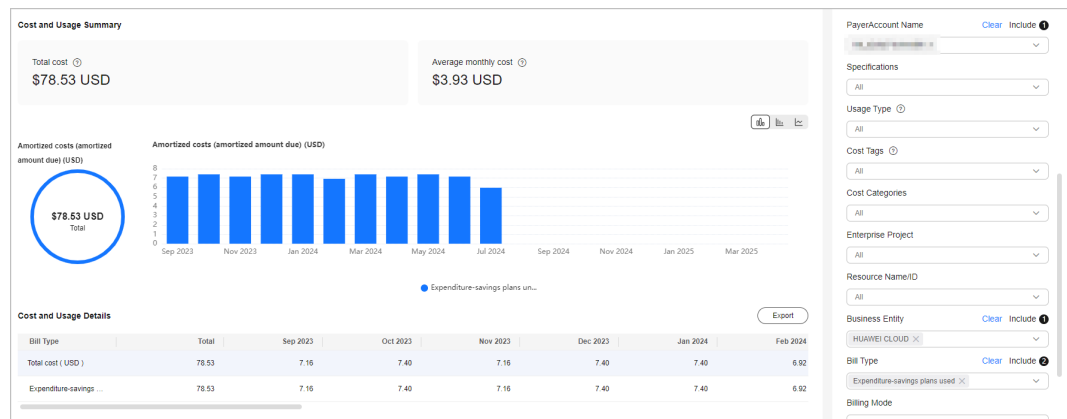 Cost and Usage Summary
Total cost ?
$78.53 USD
Average monthly cost ?
$3.93 USD
Amortized costs (amortized
amount due) (USD)
$78.53 USD
Total
Amortized costs (amortized amount due) (USD)
8
7
6
5
4
3
2
1
0
Sep 2023 Nov 2023 Jan 2024 Mar 2024 May 2024 Jul 2024 Sep 2024 Nov 2024 Jan 2025 Mar 2025
Expenditure-savings plans un...
Cost and Usage Details
Export
Bill Type Total Sep 2023 Oct 2023 Nov 2023 Dec 2023 Jan 2024 Feb 2024
Total cost ( USD ) 78.53 7.16 7.40 7.16 7.40 7.40 6.92
Expenditure-savings ... 78.53 7.16 7.40 7.16 7.40 7.40 6.92
PayerAccount Name Clear Include 1
Specifications
All
Usage Type ?
All
Cost Tags ?
All
Cost Categories
All
Enterprise Project
All
Resource Name/ID
All
Business Entity Clear Include 1
HUAWEI CLOUD ×
Bill Type Clear Include 2
Expenditure-savings plans used ×
Billing Mode